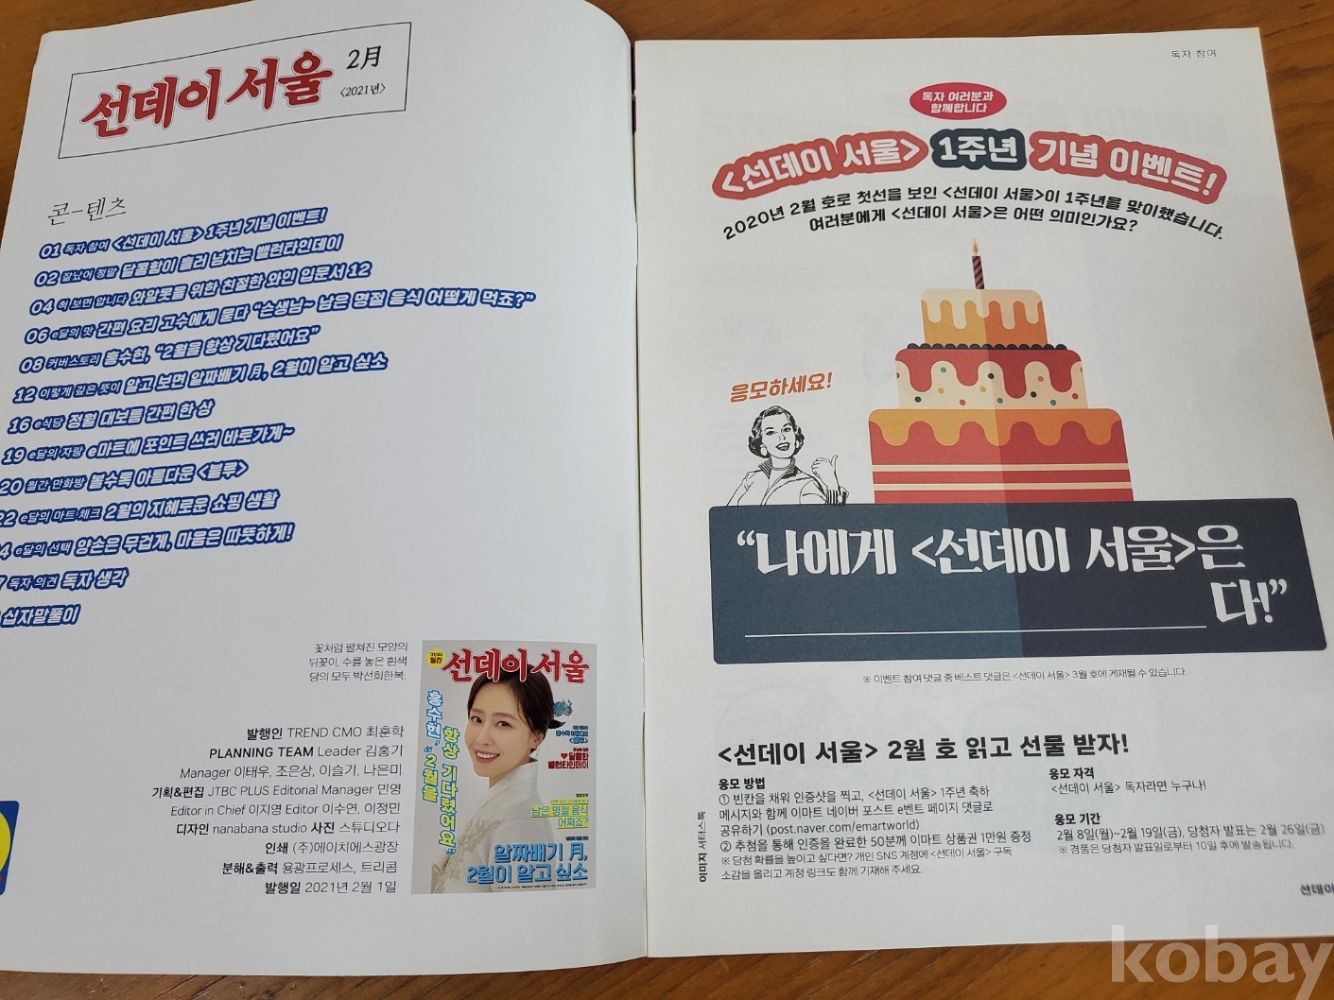 선데이 서울 2月
〈2021년〉
콘-텐츠
01 독자 참여 <선데이 서울> 1주년 기념 이벤트!
02 잘났어 정말 달콤함이 흘러 넘치는 밸런타인데이
04 척 보면 압니다 와알못을 위한 친절한 와인 입문서 12
06 e달의 맛 간편 요리 고수에게 묻다 “슨생님~ 남은 명절 음식 어떻게 먹죠?”
08 커버스토리 홍수현, “2월을 항상 기다렸어요”
12 이렇게 깊은 뜻이 알고 보면 알짜배기 月, 2월이 알고 싶소
16 e식당 정월 대보름 간편 한 상
19 e달의 자랑 e마트에 포인트 쓰러 바로가게~
20 월간 만화방 볼수록 아름다운 <블루>
22 e달의 마트 체크 2월의 지혜로운 쇼핑 생활
4 e달의 선택 양손은 무겁게, 마음은 따뜻하게!
7 독자 의견 독자 생각
십자말풀이
꽃처럼 펼쳐진 모양의
뒤꽂이, 수를 놓은 흰색
당의 모두 박선희한복.
발행인 TREND CMO 최훈학
PLANNING TEAM Leader 김홍기
Manager 이태우, 조은상, 이슬기, 나은미
기획&편집 JTBC PLUS Editorial Manager 민영
Editor in Chief 이지영 Editor 이수연, 이정민
디자인 nanabana studio 사진 스튜디오다
인쇄 (주)에이치에스광장
분해&출력 용광프로세스, 트리콤
발행일 2021년 2월 1일
월간
선데이 서울
홍수현, “2월을
항상 기다렸어요”
달콤한
밸런타인데이
남은 명절 음식
어쩌죠?
알짜배기 月,
2월이 알고 싶소
독자 참여
독자 여러분과
함께합니다
<선데이 서울> 1주년 기념 이벤트!
2020년 2월 호로 첫선을 보인 <선데이 서울>이 1주년을 맞이했습니다.
여러분에게 <선데이 서울>은 어떤 의미인가요?
응모하세요!
“나에게 <선데이 서울>은
다!”
※ 이벤트 참여 댓글 중 베스트 댓글은 <선데이 서울> 3월 호에 게재될 수 있습니다.
<선데이 서울> 2월 호 읽고 선물 받자!
응모 방법
① 빈칸을 채워 인증샷을 찍고, <선데이 서울> 1주년 축하
메시지와 함께 이마트 네이버 포스트 e벤트 페이지 댓글로
공유하기 (post.naver.com/emartworld)
② 추첨을 통해 인증을 완료한 50분께 이마트 상품권 1만원 증정
※ 당첨 확률을 높이고 싶다면? 개인 SNS 계정에 <선데이 서울> 구독
소감을 올리고 계정 링크도 함께 기재해 주세요.
응모 자격
<선데이 서울> 독자라면 누구나!
응모 기간
2월 8일(월)~2월 19일(금), 당첨자 발표는 2월 26일(금)
※ 경품은 당첨자 발표일로부터 10일 후에 발송됩니다.
이미지 셔터스톡
선데이
kobay